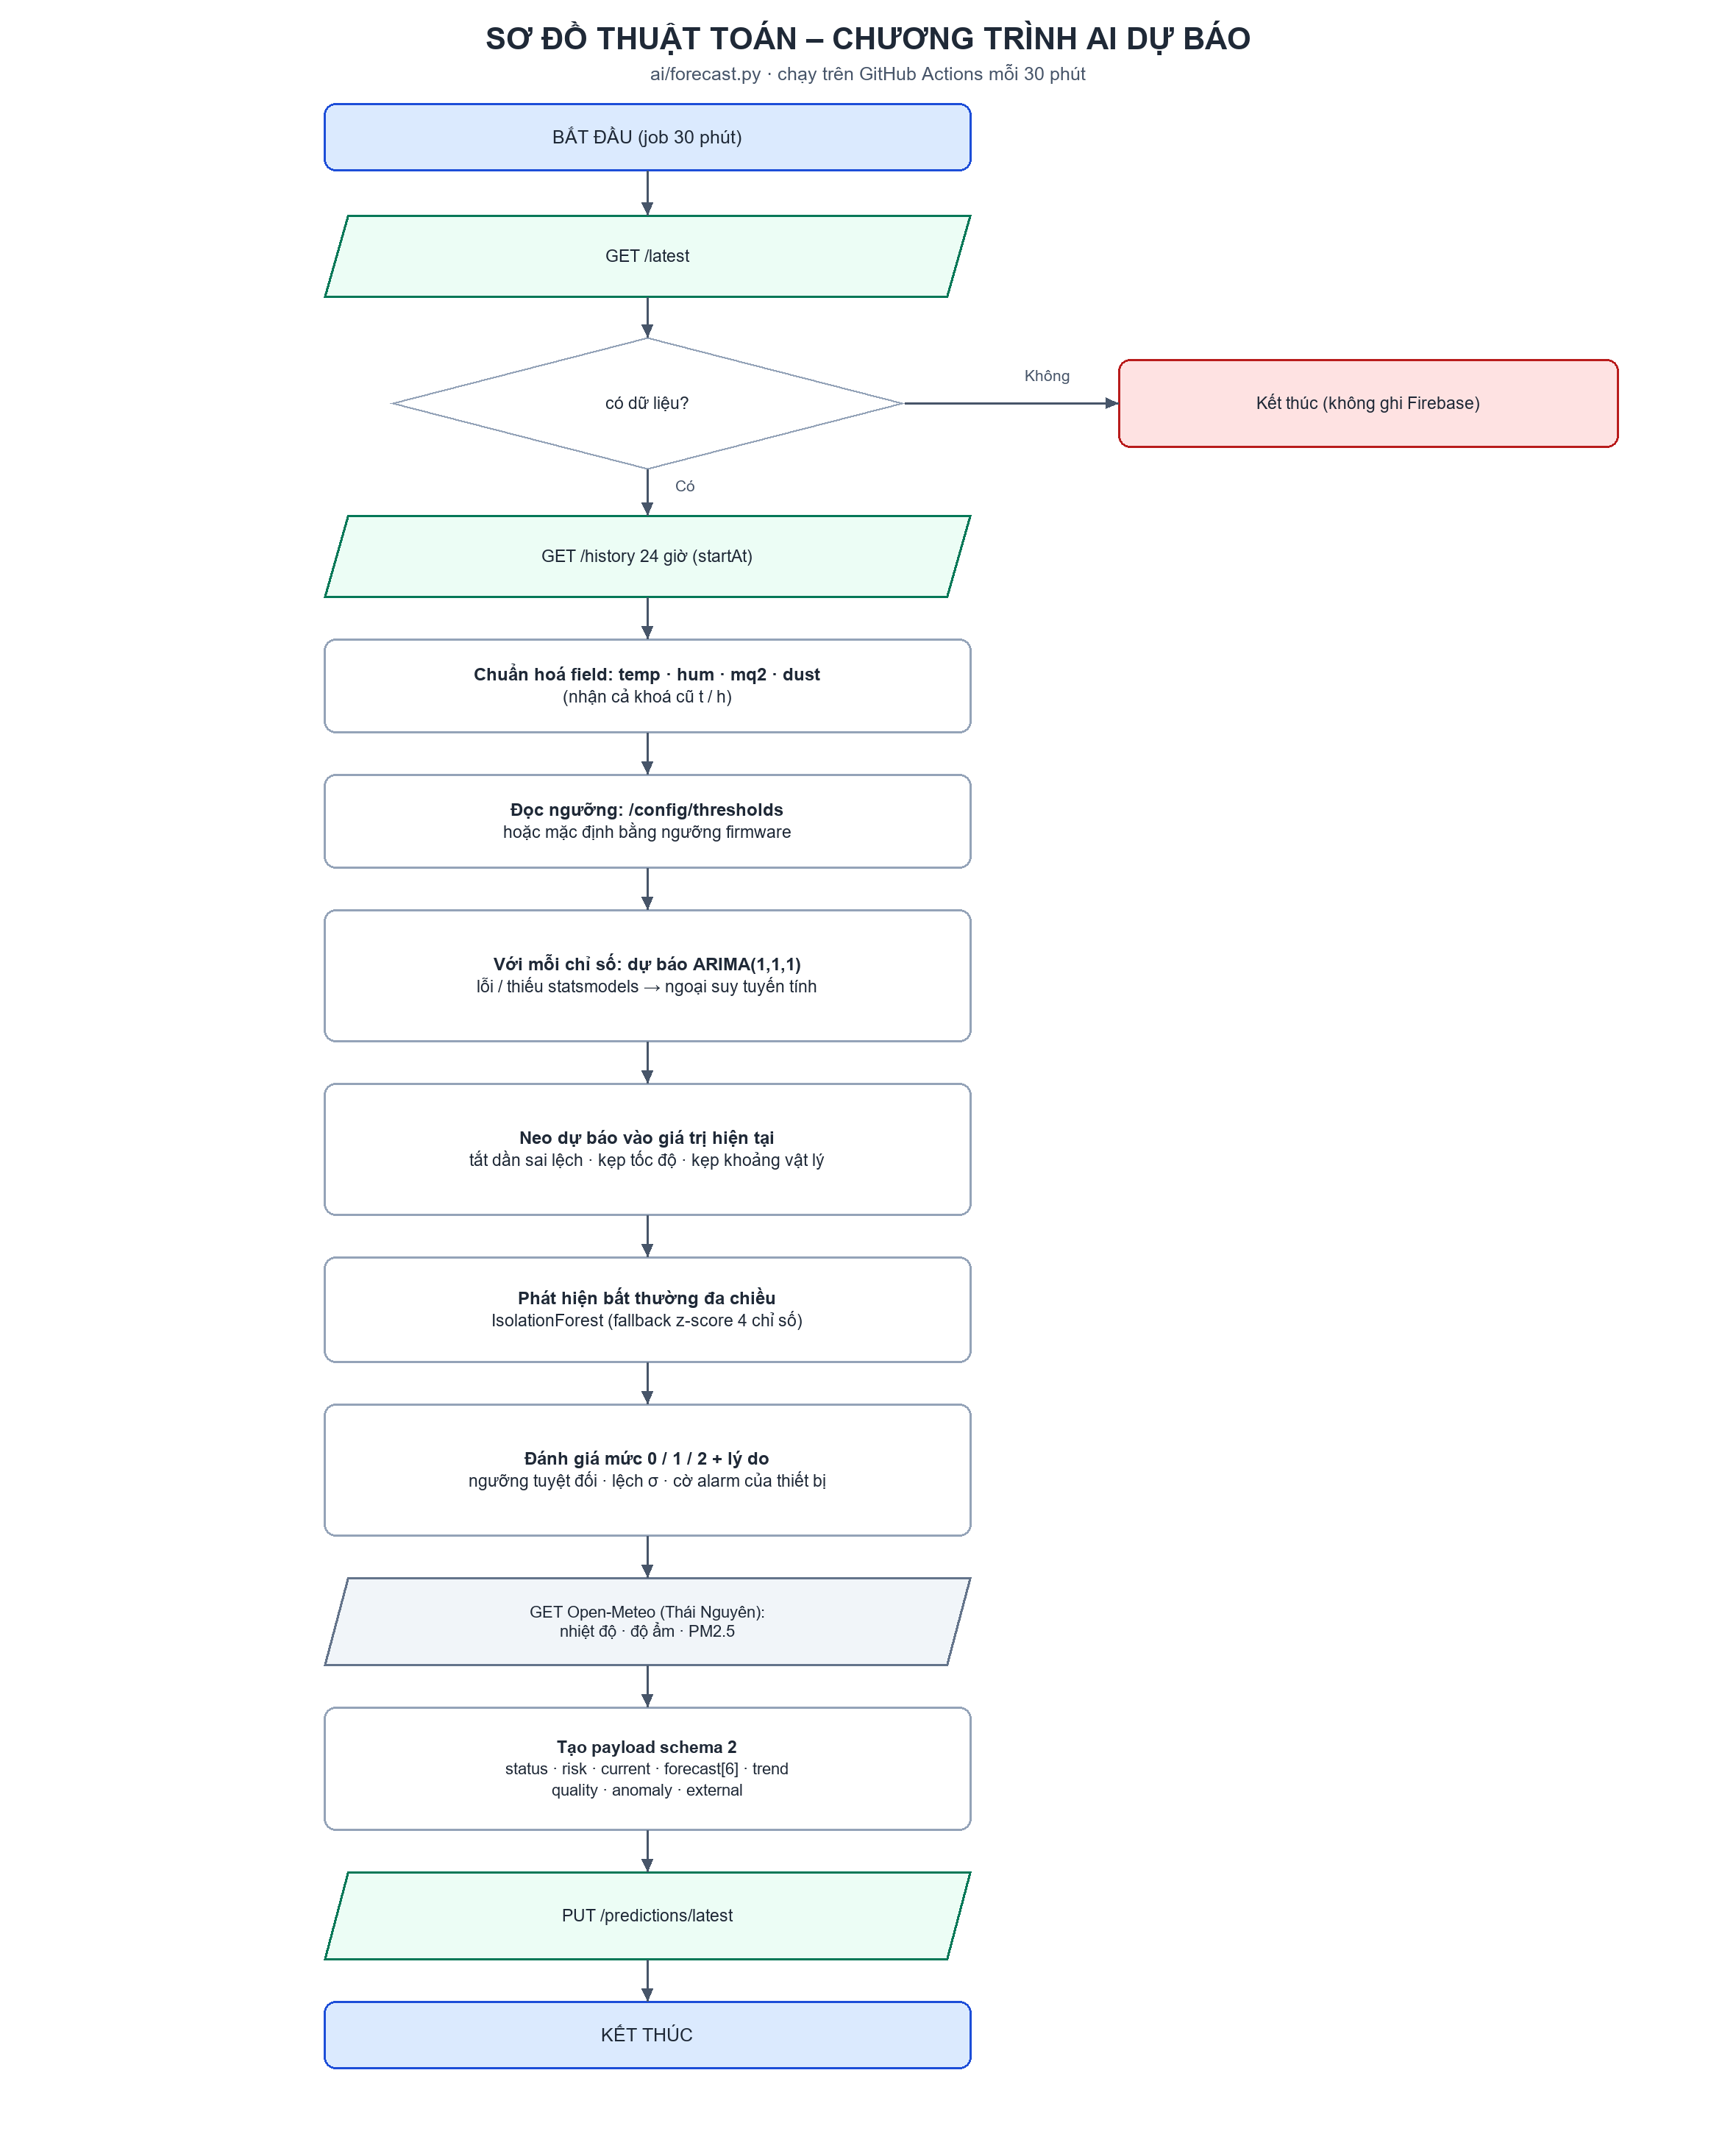 SƠ ĐỒ THUẬT TOÁN – CHƯƠNG TRÌNH AI DỰ BÁO
ai/forecast.py · chạy trên GitHub Actions mỗi 30 phút
BẮT ĐẦU (job 30 phút)
GET /latest
có dữ liệu?
Không
Kết thúc (không ghi Firebase)
Có
GET /history 24 giờ (startAt)
Chuẩn hoá field: temp · hum · mq2 · dust
(nhận cả khoá cũ t / h)
Đọc ngưỡng: /config/thresholds
hoặc mặc định bằng ngưỡng firmware
Với mỗi chỉ số: dự báo ARIMA(1,1,1)
lỗi / thiếu statsmodels → ngoại suy tuyến tính
Neo dự báo vào giá trị hiện tại
tắt dần sai lệch · kẹp tốc độ · kẹp khoảng vật lý
Phát hiện bất thường đa chiều
IsolationForest (fallback z-score 4 chỉ số)
Đánh giá mức 0 / 1 / 2 + lý do
ngưỡng tuyệt đối · lệch σ · cờ alarm của thiết bị
GET Open-Meteo (Thái Nguyên):
nhiệt độ · độ ẩm · PM2.5
Tạo payload schema 2
status · risk · current · forecast[6] · trend
quality · anomaly · external
PUT /predictions/latest
KẾT THÚC